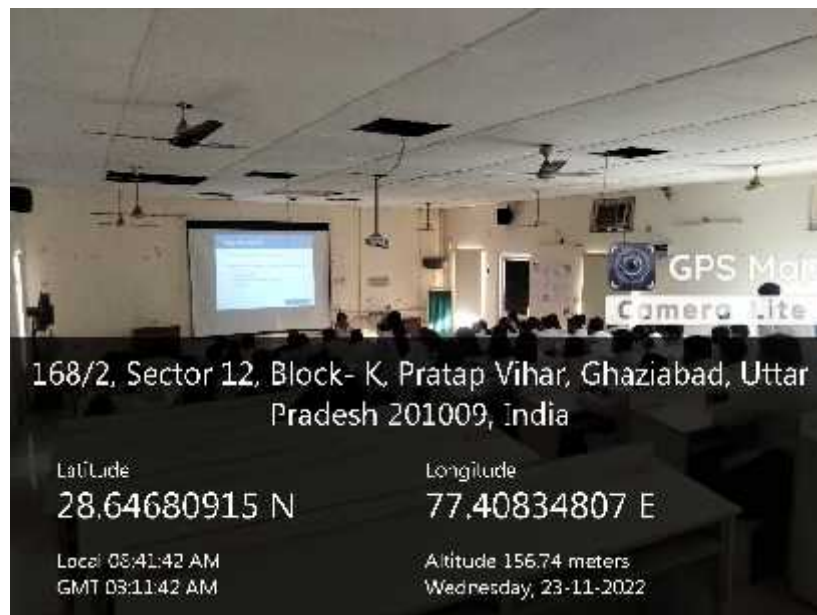 GPS Map
Camera Lite
168/2, Sector 12, Block- K, Pratap Vihar, Ghaziabad, Uttar
Pradesh 201009, India
Latitude
Longitude
28.64680915 N
77.40834807 E
Local 08:41:42 AM
Altitude 156.74 meters
GMT 03:11:42 AM
Wednesday, 23-11-2022